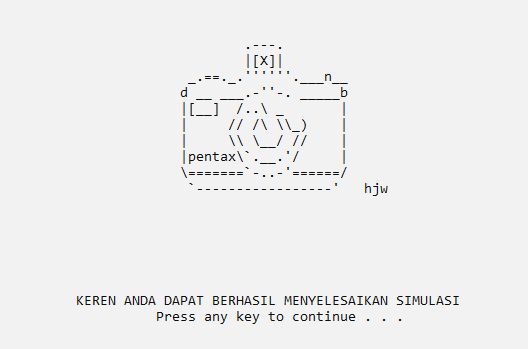 [X]
pentax
hjw
KEREN ANDA DAPAT BERHASIL MENYELESAIKAN SIMULASI
Press any key to continue . . .